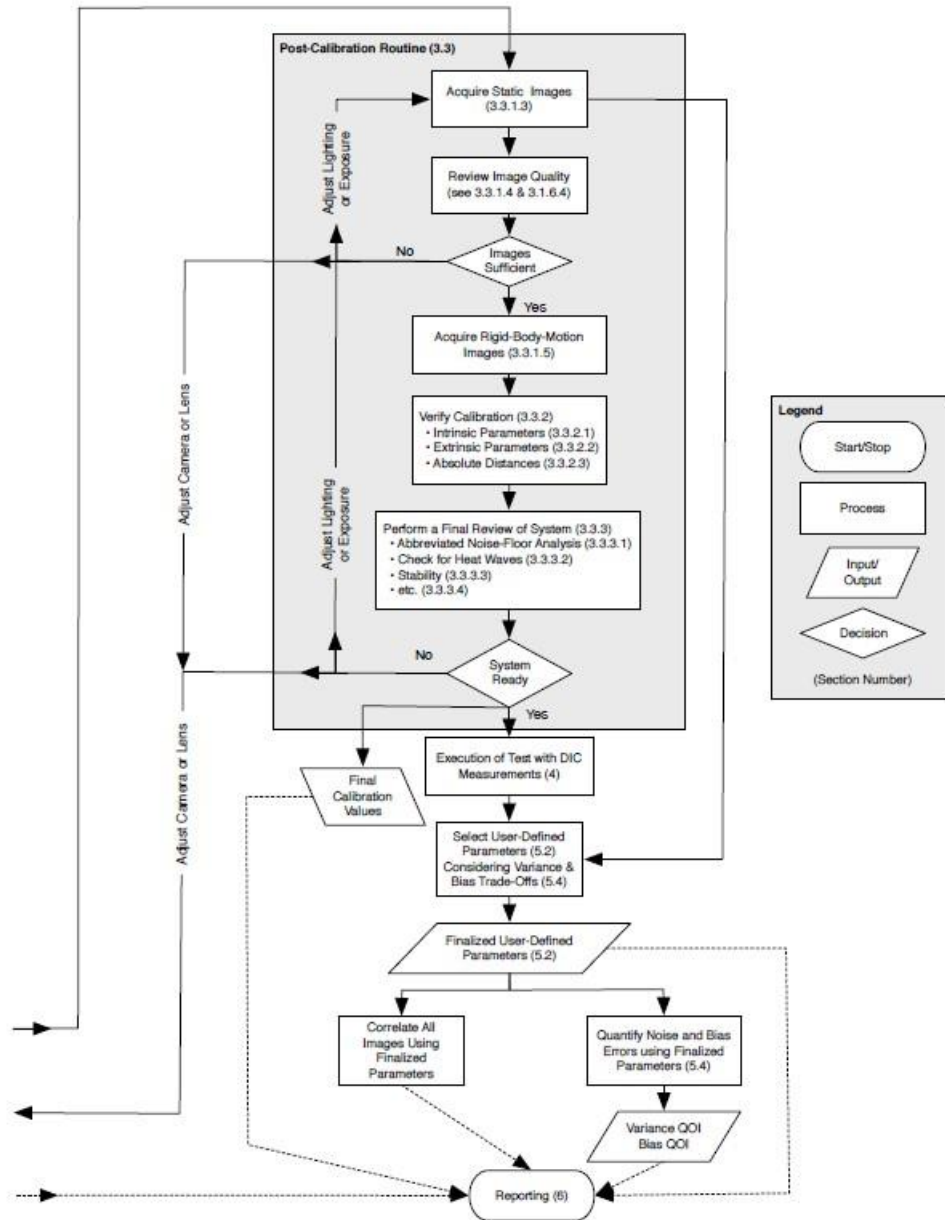 Post-Calibration Routine (3.3)
Acquire Static Images
(3.3.1.3)
Adjust Lighting
or Exposure
Review Image Quality
(see 3.3.1.4 & 3.1.6.4)
No
Images
Sufficient
Yes
Acquire Rigid-Body-Motion
Images (3.3.1.5)
Adjust Camera or Lens
Verify Calibration (3.3.2)
• Intrinsic Parameters (3.3.2.1)
• Extrinsic Parameters (3.3.2.2)
• Absolute Distances (3.3.2.3)
Adjust Lighting
or Exposure
Perform a Final Review of System (3.3.3)
• Abbreviated Noise-Floor Analysis (3.3.3.1)
• Check for Heat Waves (3.3.3.2)
• Stability (3.3.3.3)
• etc. (3.3.3.4)
No
System
Ready
Yes
Legend
Start/Stop
Process
Input/
Output
Decision
(Section Number)
Adjust Camera or Lens
Final
Calibration
Values
Execution of Test with DIC
Measurements (4)
Select User-Defined
Parameters (5.2)
Considering Variance &
Bias Trade-Offs (5.4)
Finalized User-Defined
Parameters (5.2)
Correlate All
Images Using
Finalized
Parameters
Quantify Noise and Bias
Errors using Finalized
Parameters (5.4)
Variance QOI
Bias QOI
Reporting (6)